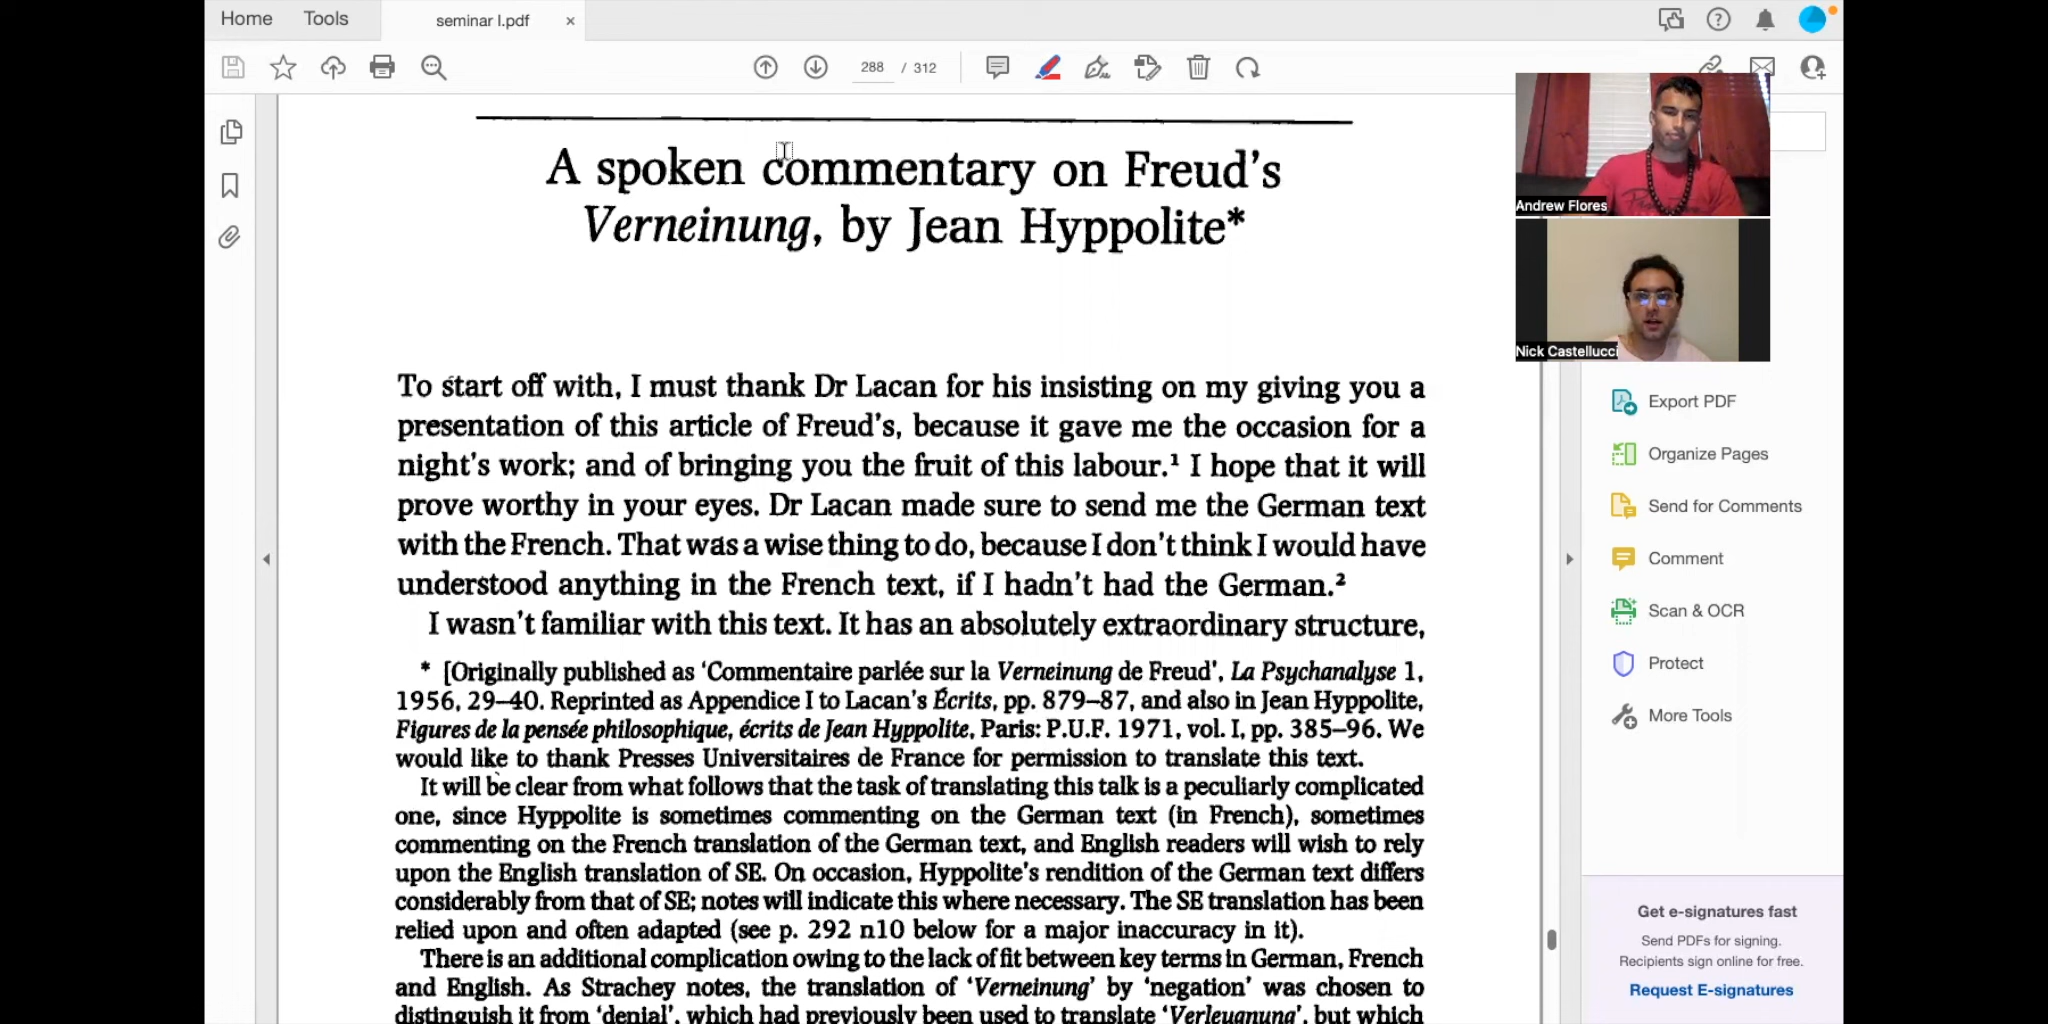 Home Tools seminar I.pdf ×
288 / 312
A spoken commentary on Freud's
Verneinung, by Jean Hyppolite*
Andrew Flores
Nick Castellucci
To start off with, I must thank Dr Lacan for his insisting on my giving you a
presentation of this article of Freud's, because it gave me the occasion for a
night's work; and of bringing you the fruit of this labour.¹ I hope that it will
prove worthy in your eyes. Dr Lacan made sure to send me the German text
with the French. That was a wise thing to do, because I don't think I would have
understood anything in the French text, if I hadn't had the German.²
I wasn't familiar with this text. It has an absolutely extraordinary structure,
* [Originally published as 'Commentaire parlée sur la Verneinung de Freud', La Psychanalyse 1,
1956, 29–40. Reprinted as Appendice I to Lacan's Écrits, pp. 879–87, and also in Jean Hyppolite,
Figures de la pensée philosophique, écrits de Jean Hyppolite, Paris: P.U.F. 1971, vol. I, pp. 385–96. We
would like to thank Presses Universitaires de France for permission to translate this text.
It will be clear from what follows that the task of translating this talk is a peculiarly complicated
one, since Hyppolite is sometimes commenting on the German text (in French), sometimes
commenting on the French translation of the German text, and English readers will wish to rely
upon the English translation of SE. On occasion, Hyppolite's rendition of the German text differs
considerably from that of SE; notes will indicate this where necessary. The SE translation has been
relied upon and often adapted (see p. 292 n10 below for a major inaccuracy in it).
There is an additional complication owing to the lack of fit between key terms in German, French
and English. As Strachey notes, the translation of 'Verneinung' by 'negation' was chosen to
distinguish it from 'denial', which had previously been used to translate 'Verleugnung', but which
Export PDF
Organize Pages
Send for Comments
Comment
Scan & OCR
Protect
More Tools
Get e-signatures fast
Send PDFs for signing.
Recipients sign online for free.
Request E-signatures